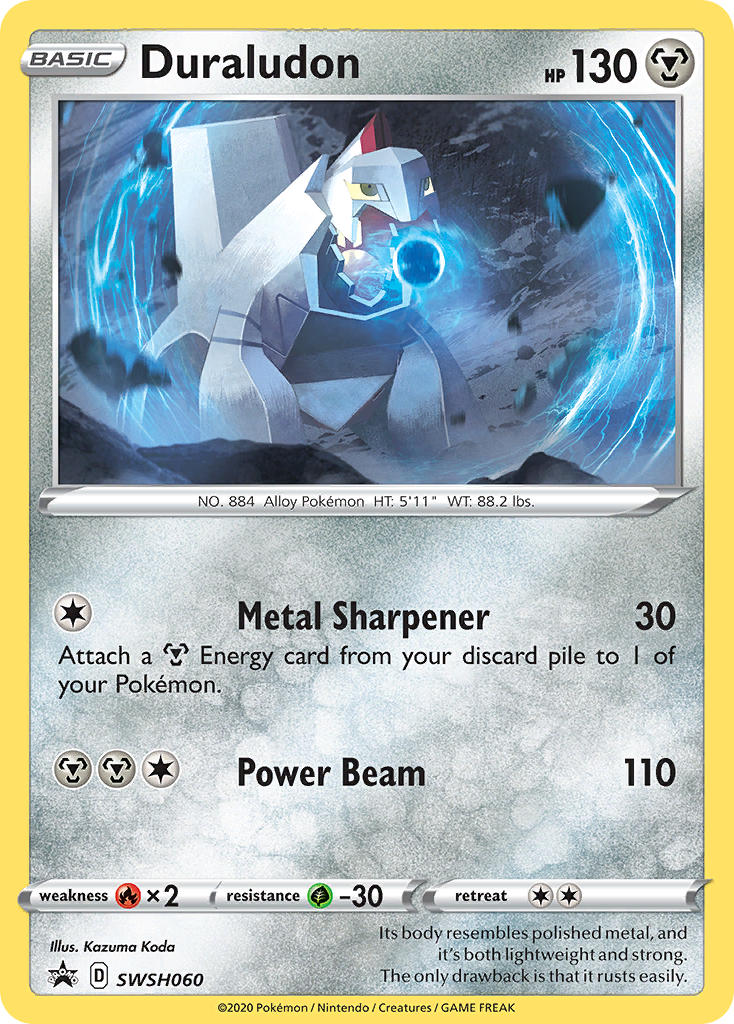 BASIC Duraludon HP 130
NO. 884 Alloy Pokémon HT: 5'11" WT: 88.2 lbs.
Metal Sharpener 30
Attach a Energy card from your discard pile to 1 of
your Pokémon.
Power Beam 110
weakness ×2 resistance -30 retreat
Its body resembles polished metal, and
it's both lightweight and strong.
The only drawback is that it rusts easily.
Illus. Kazuma Koda
D SWSH060
©2020 Pokémon / Nintendo / Creatures / GAME FREAK